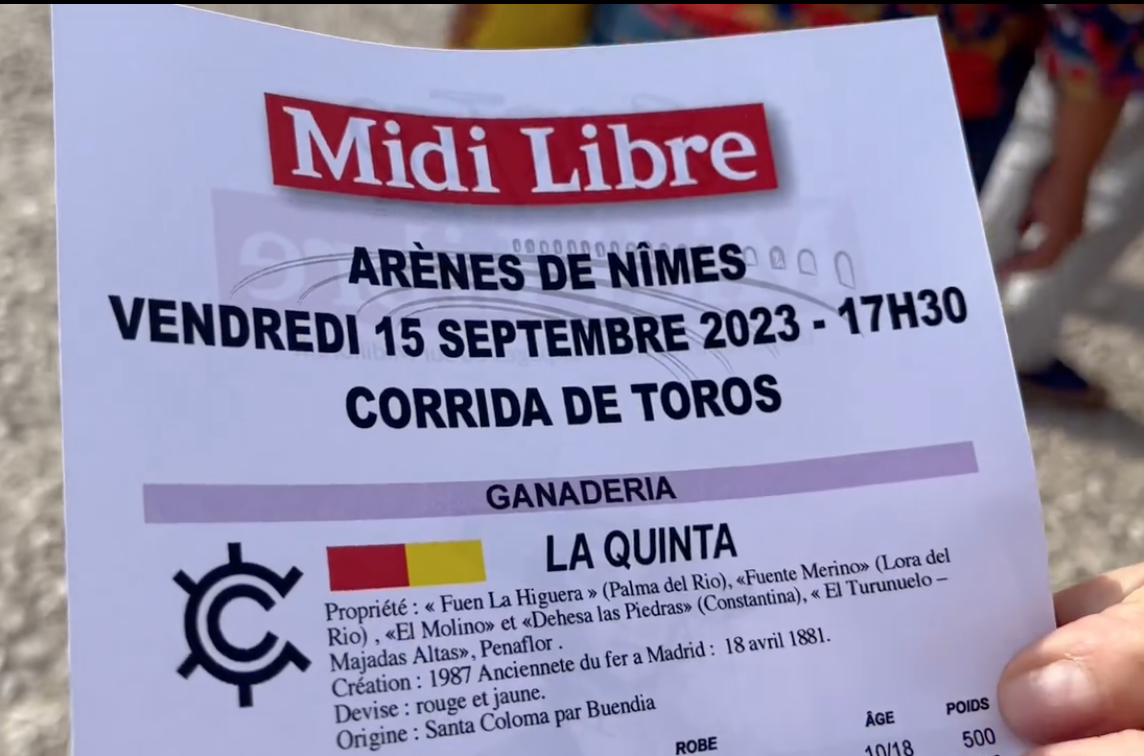 Midi Libre
ARÈNES DE NÎMES
VENDREDI 15 SEPTEMBRE 2023 - 17H30
CORRIDA DE TOROS
GANADERIA
LA QUINTA
Propriété : « Fuen La Higuera » (Palma del Rio), «Fuente Merino» (Lora del
Rio) , «El Molino» et «Dehesa las Piedras» (Constantina), « El Turunuelo –
Majadas Altas», Penaflor .
Création : 1987 Anciennete du fer a Madrid : 18 avril 1881.
Devise : rouge et jaune.
Origine : Santa Coloma par Buendia
ROBE ÂGE POIDS
10/18 500